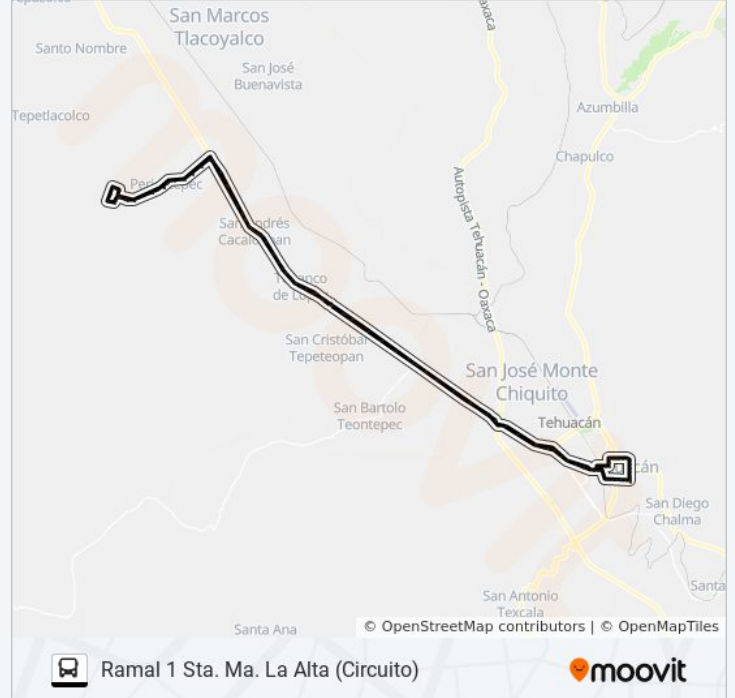 San Marcos
Tlacoyalco
Santo Nombre
San José
Buenavista
Tepetlacolco
Azumbilla
Chapulco
Autopista Tehuacán - Oaxaca
San José Monte
Chiquito
San Cristóbal
Tepeteopan
San Bartolo
Teontepec
Tehuacán
San Diego
Chalma
Santa
San Antonio
Texcala
Santa Ana
© OpenStreetMap contributors | © OpenMapTiles
Ramal 1 Sta. Ma. La Alta (Circuito)
moovit